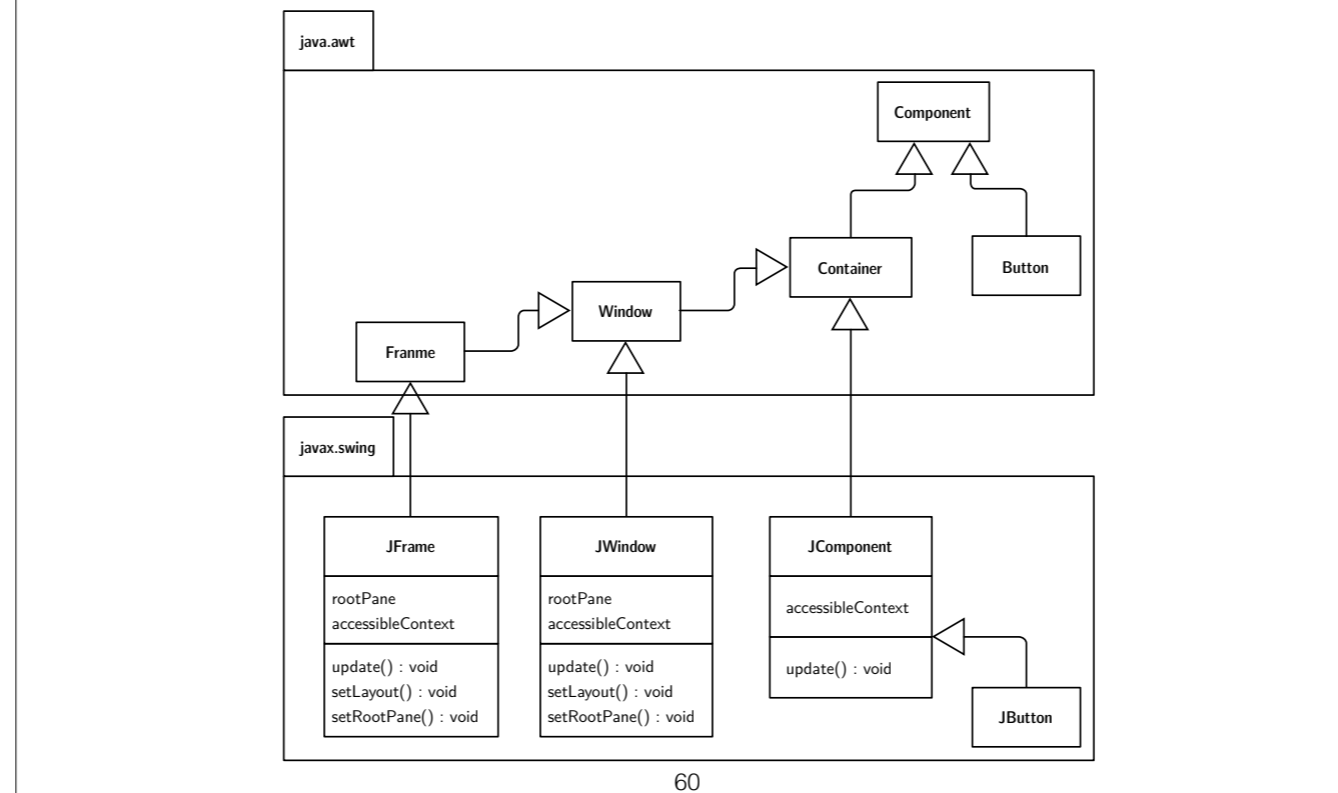 java.awt
Component
Container
Button
Window
Franme
javax.swing
JFrame
rootPane
accessibleContext
update() : void
setLayout() : void
setRootPane() : void
JWindow
rootPane
accessibleContext
update() : void
setLayout() : void
setRootPane() : void
JComponent
accessibleContext
update() : void
JButton
60